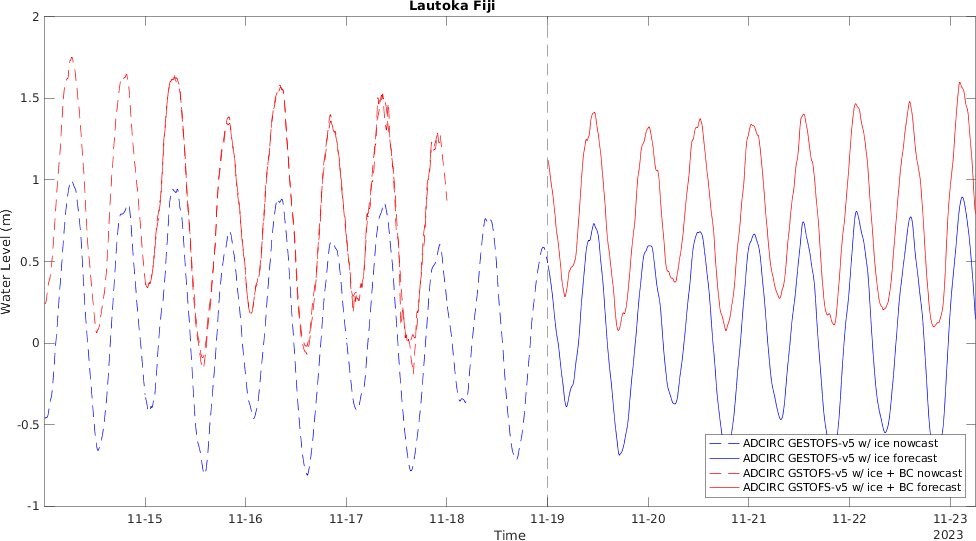 Lautoka Fiji
2
1.5
1
0.5
0
-0.5
-1
Water Level (m)
11-15 11-16 11-17 11-18 11-19 11-20 11-21 11-22 11-23
Time
2023
ADCIRC GESTOFS-v5 w/ ice nowcast
ADCIRC GESTOFS-v5 w/ ice forecast
ADCIRC GSTOFS-v5 w/ ice + BC nowcast
ADCIRC GSTOFS-v5 w/ ice + BC forecast